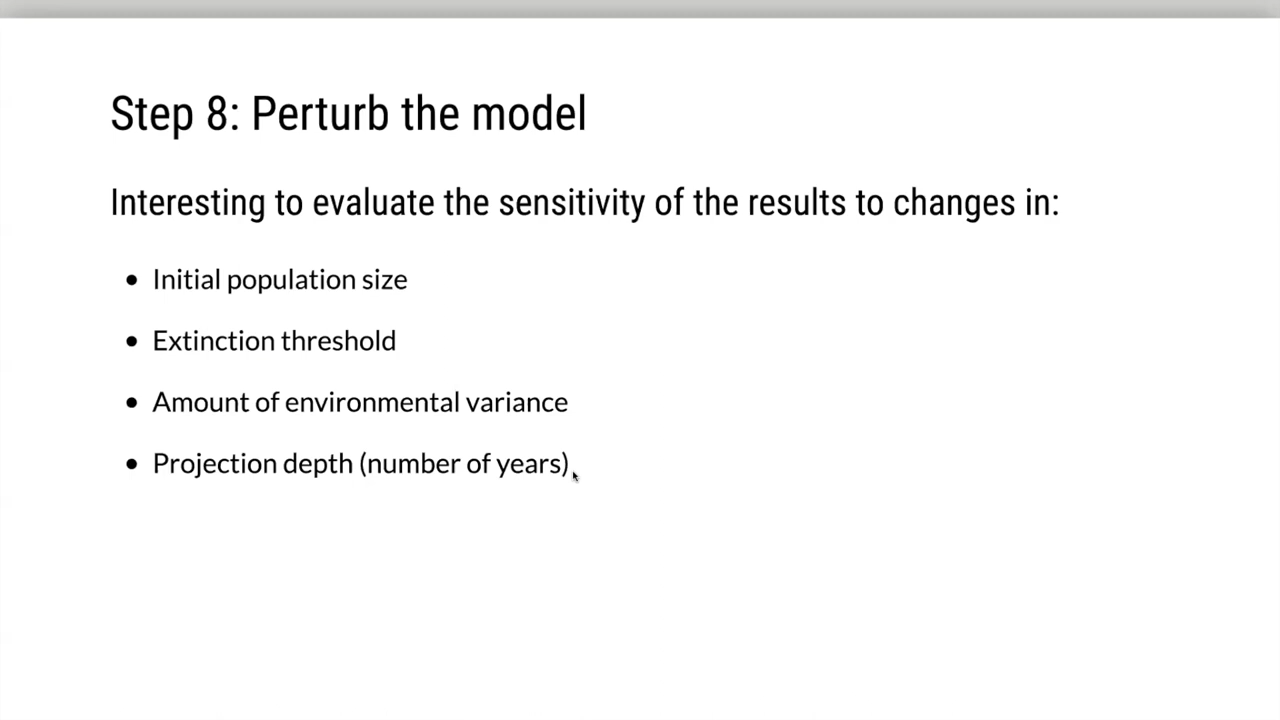 Step 8: Perturb the model
Interesting to evaluate the sensitivity of the results to changes in:
• Initial population size
• Extinction threshold
• Amount of environmental variance
• Projection depth (number of years)